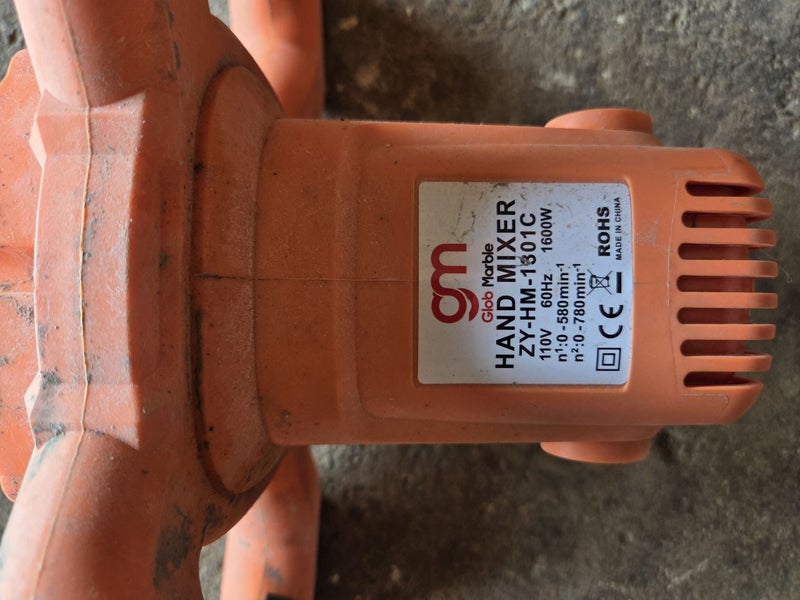 gm
Glob Marble
HAND MIXER
ZY-HM-1301C
110V 60Hz 1600W
n¹:0 -580min⁻¹
n²:0 -780min⁻¹
CE ROHS
MADE IN CHINA